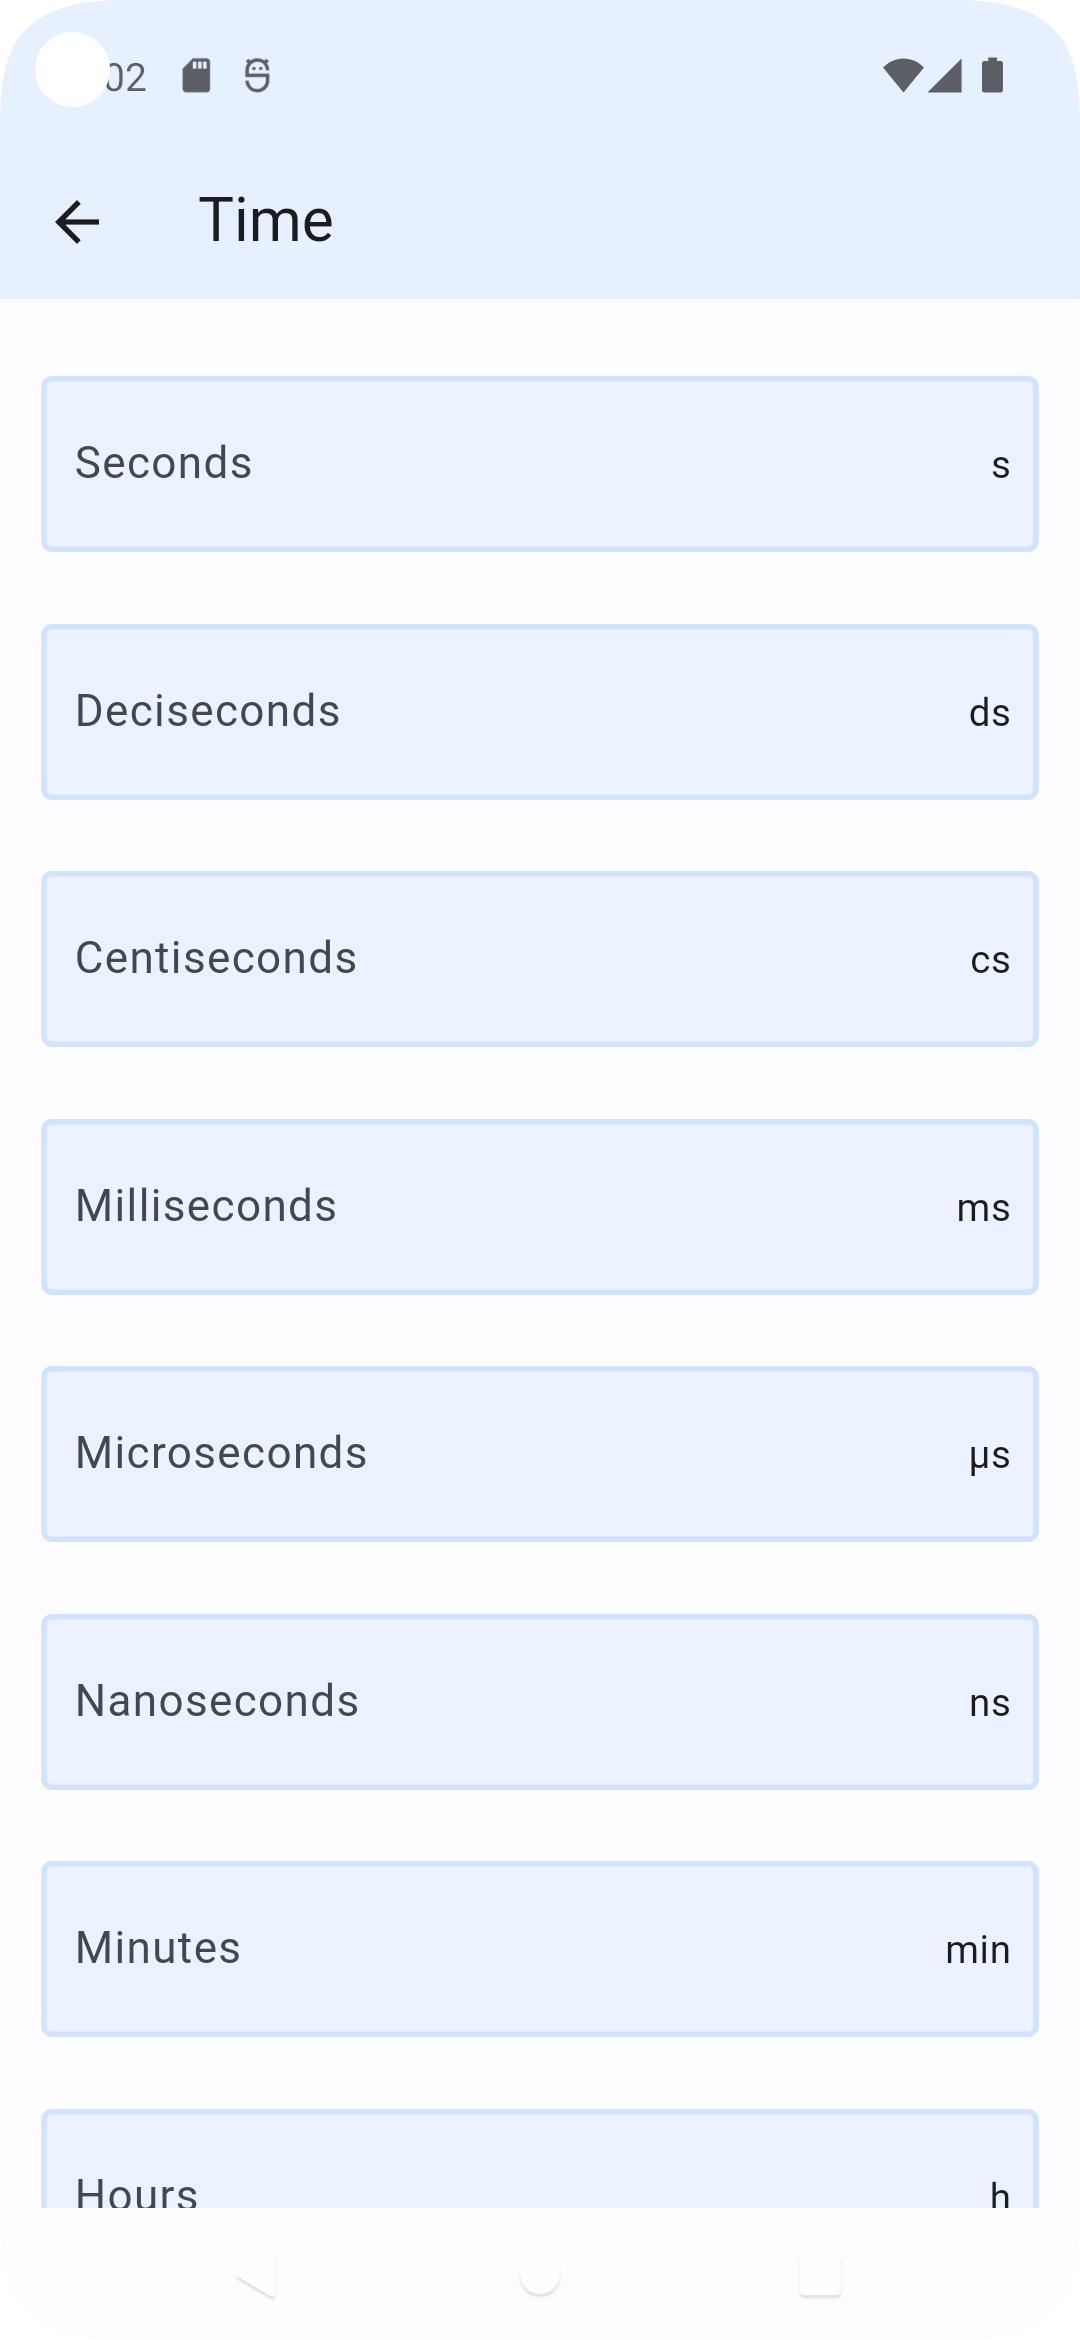 02
Time
Seconds s
Deciseconds ds
Centiseconds cs
Milliseconds ms
Microseconds µs
Nanoseconds ns
Minutes min
Hours h